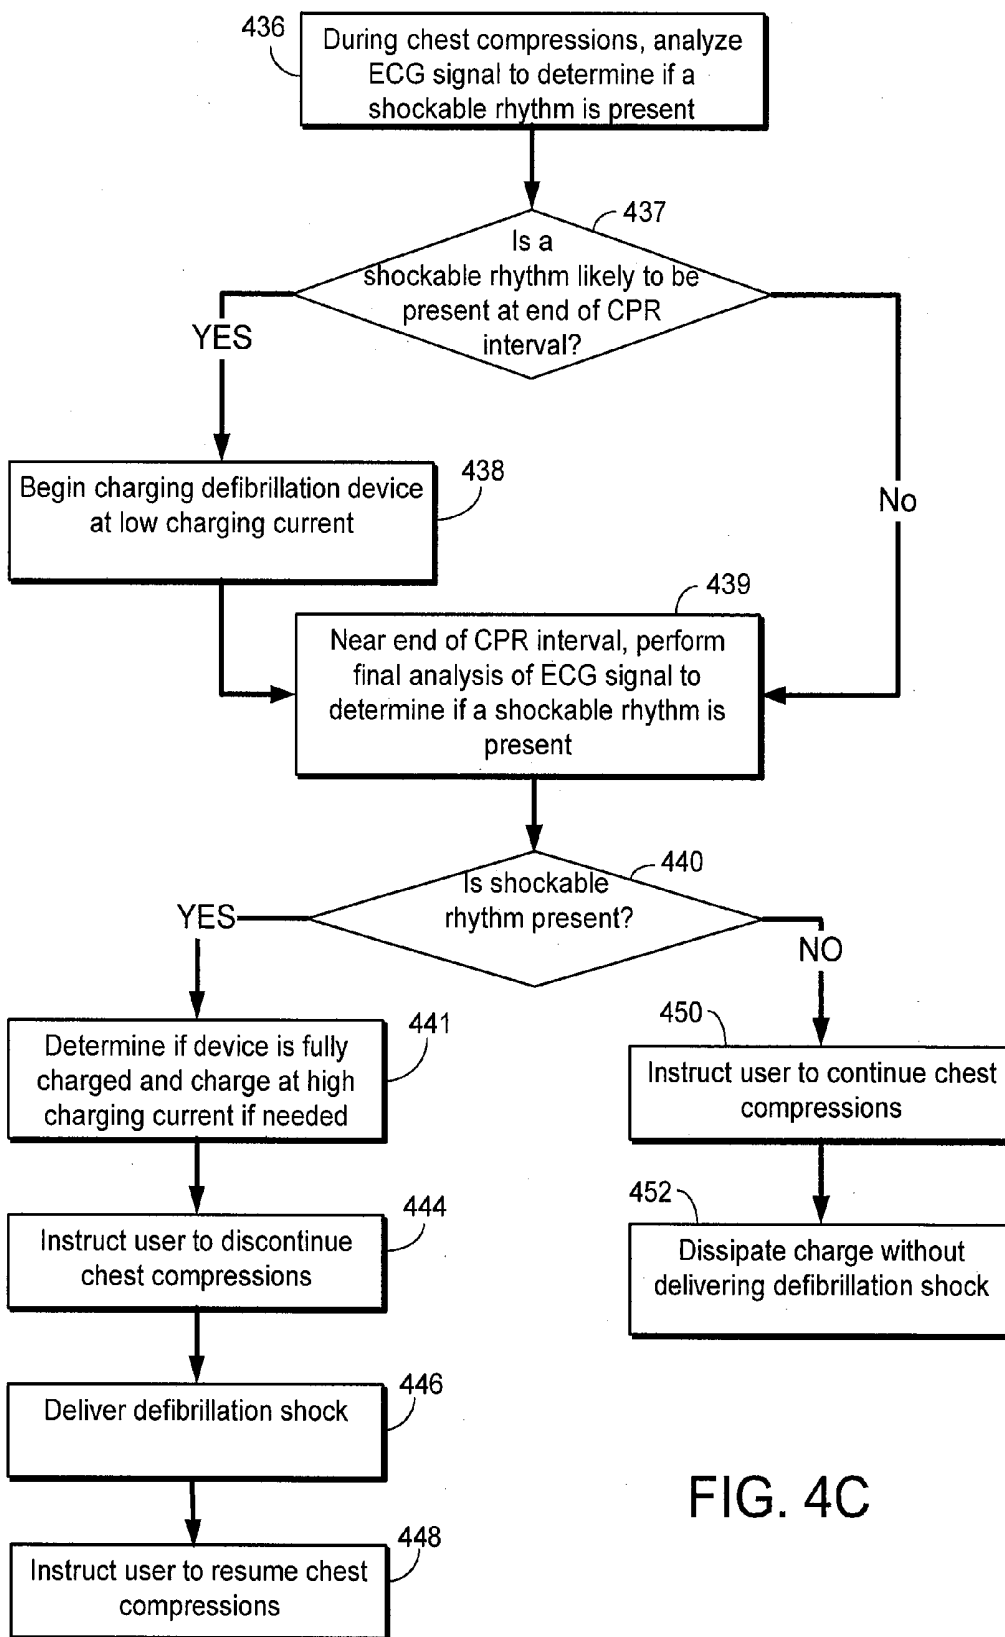 436
During chest compressions, analyze
ECG signal to determine if a
shockable rhythm is present
437
Is a
shockable rhythm likely to be
present at end of CPR
interval?
YES
No
438
Begin charging defibrillation device
at low charging current
439
Near end of CPR interval, perform
final analysis of ECG signal to
determine if a shockable rhythm is
present
440
Is shockable
rhythm present?
YES
NO
441
Determine if device is fully
charged and charge at high
charging current if needed
450
Instruct user to continue chest
compressions
444
Instruct user to discontinue
chest compressions
452
Dissipate charge without
delivering defibrillation shock
446
Deliver defibrillation shock
448
Instruct user to resume chest
compressions
FIG. 4C